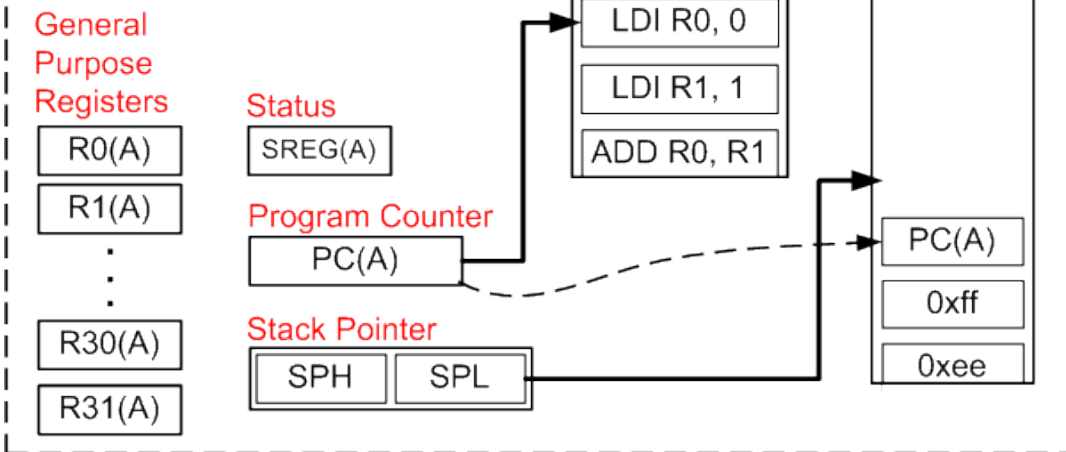 General
Purpose
Registers
R0(A)
R1(A)
R30(A)
R31(A)
Status
SREG(A)
Program Counter
PC(A)
Stack Pointer
SPH SPL
LDI R0, 0
LDI R1, 1
ADD R0, R1
PC(A)
0xff
0xee